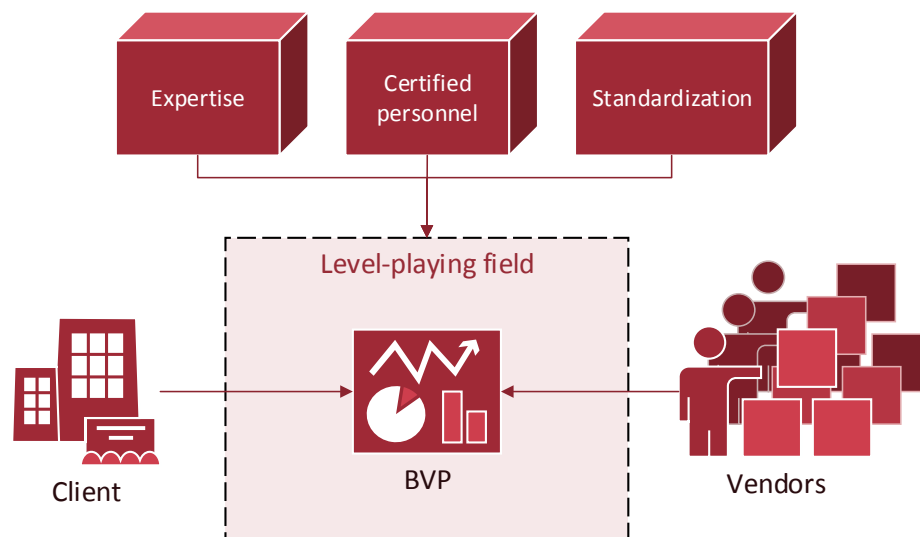 Expertise
Certified
personnel
Standardization
Level-playing field
BVP
Client
Vendors